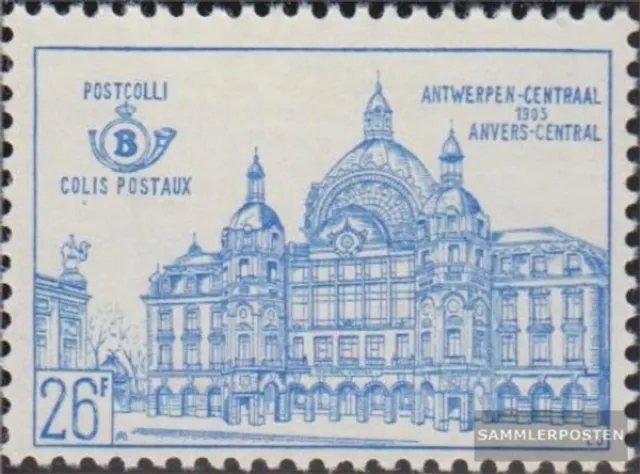 POSTCOLLI
B
COLIS POSTAUX
ANTWERPEN-CENTRAAL
1905
ANVERS-CENTRAL
26F
SAMMLERPOSTEN